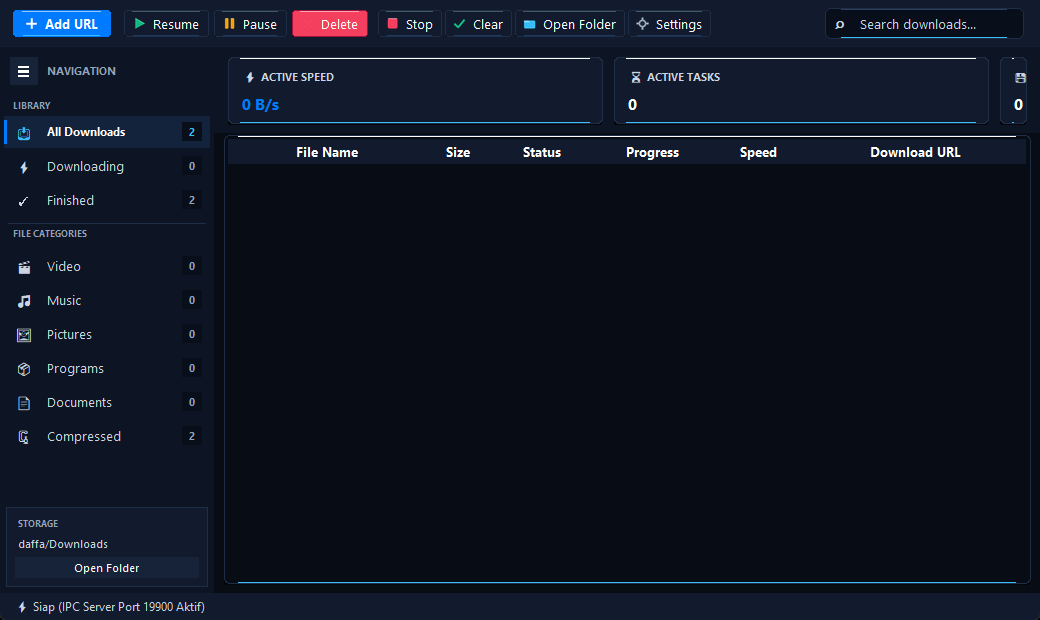 Add URL Resume Pause Delete Stop Clear Open Folder Settings Search downloads...
NAVIGATION
LIBRARY
All Downloads 2
Downloading 0
Finished 2
FILE CATEGORIES
Video 0
Music 0
Pictures 0
Programs 0
Documents 0
Compressed 2
STORAGE
daffa/Downloads
Open Folder
ACTIVE SPEED
0 B/s
ACTIVE TASKS
0
0
File Name Size Status Progress Speed Download URL
Siap (IPC Server Port 19900 Aktif)